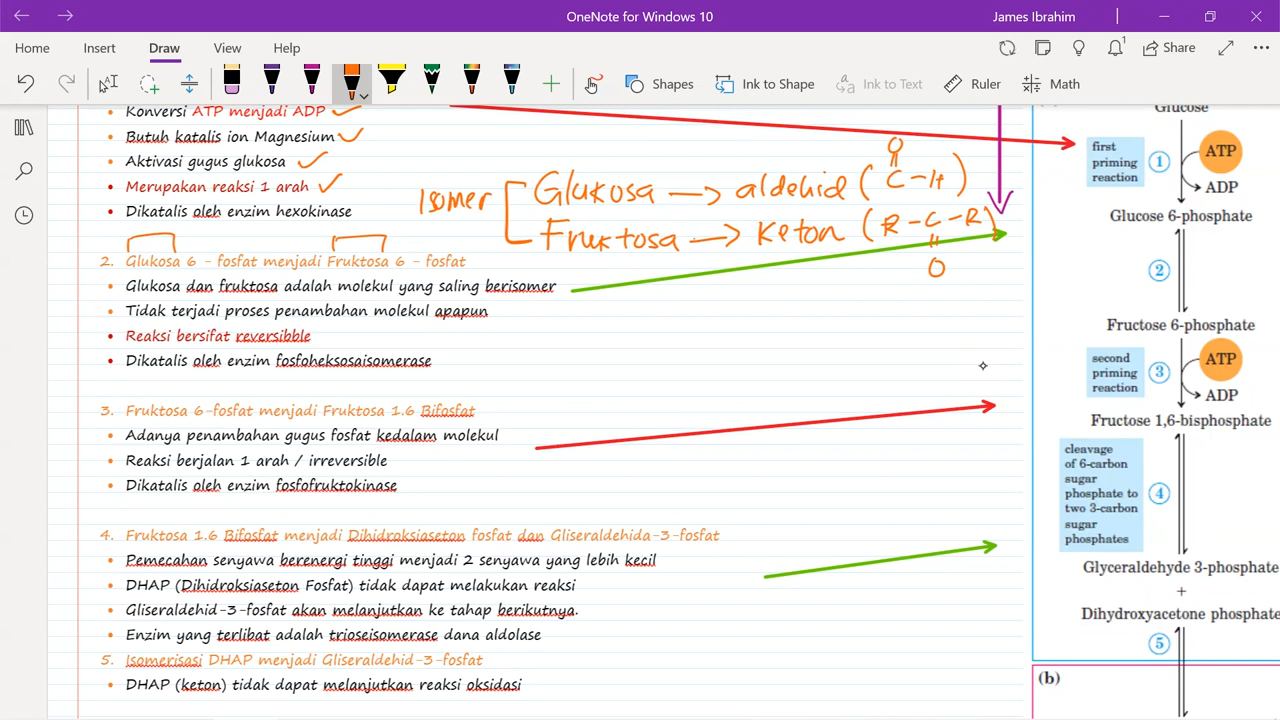 OneNote for Windows 10
James Ibrahim
Home Insert Draw View Help
1
Share
Shapes
Ink to Shape
Ink to Text
Ruler
Math
• Konversi ATP menjadi ADP
• Butuh katalis ion Magnesium
• Aktivasi gugus glukosa
• Merupakan reaksi 1 arah
• Dikatalis oleh enzim hexokinase
Isomer
Glukosa → aldehid (
O
C - H)
Fruktosa → keton (R - C - R)
O
2. Glukosa 6 - fosfat menjadi Fruktosa 6 - fosfat
• Glukosa dan fruktosa adalah molekul yang saling berisomer
• Tidak terjadi proses penambahan molekul apapun
• Reaksi bersifat reversibble
• Dikatalis oleh enzim fosfoheksosaisomerase
3. Fruktosa 6-fosfat menjadi Fruktosa 1.6 Bifosfat
• Adanya penambahan gugus fosfat kedalam molekul
• Reaksi berjalan 1 arah / irreversible
• Dikatalis oleh enzim fosfofruktokinase
4. Fruktosa 1.6 Bifosfat menjadi Dihidroksiaseton fosfat dan Gliseraldehida-3-fosfat
• Pemecahan senyawa berenergi tinggi menjadi 2 senyawa yang lebih kecil
• DHAP (Dihidroksiaseton Fosfat) tidak dapat melakukan reaksi
• Gliseraldehid-3-fosfat akan melanjutkan ke tahap berikutnya.
• Enzim yang terlibat adalah trioseisomerase dana aldolase
5. Isomerisasi DHAP menjadi Gliseraldehid-3-fosfat
• DHAP (keton) tidak dapat melanjutkan reaksi oksidasi
Glucose
first
priming
reaction
1
ATP
ADP
Glucose 6-phosphate
2
Fructose 6-phosphate
second
priming
reaction
3
ATP
ADP
Fructose 1,6-bisphosphate
cleavage
of 6-carbon
sugar
phosphate to
two 3-carbon
sugar
phosphates
4
Glyceraldehyde 3-phosphate
+
Dihydroxyacetone phosphate
5
(b)